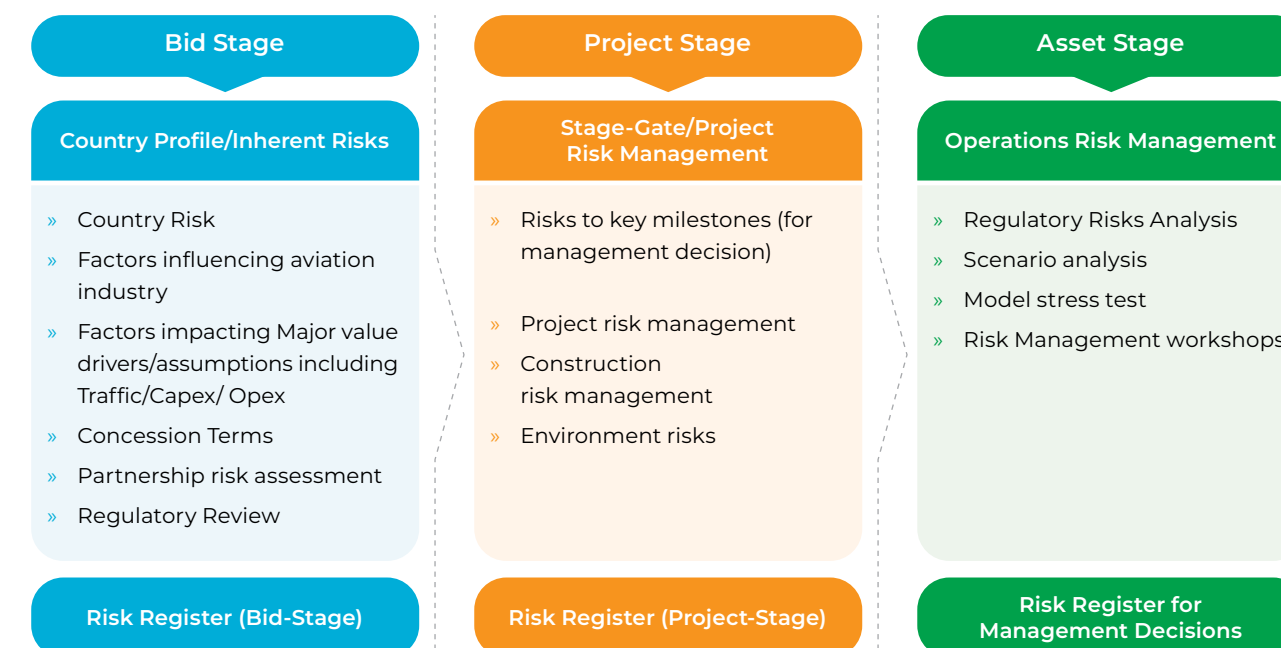 Bid Stage
Country Profile/Inherent Risks
» Country Risk
» Factors influencing aviation
industry
» Factors impacting Major value
drivers/assumptions including
Traffic/Capex/ Opex
» Concession Terms
» Partnership risk assessment
» Regulatory Review
Risk Register (Bid-Stage)
Project Stage
Stage-Gate/Project
Risk Management
» Risks to key milestones (for
management decision)
» Project risk management
» Construction
risk management
» Environment risks
Risk Register (Project-Stage)
Asset Stage
Operations Risk Management
» Regulatory Risks Analysis
» Scenario analysis
» Model stress test
» Risk Management workshops
Risk Register for
Management Decisions